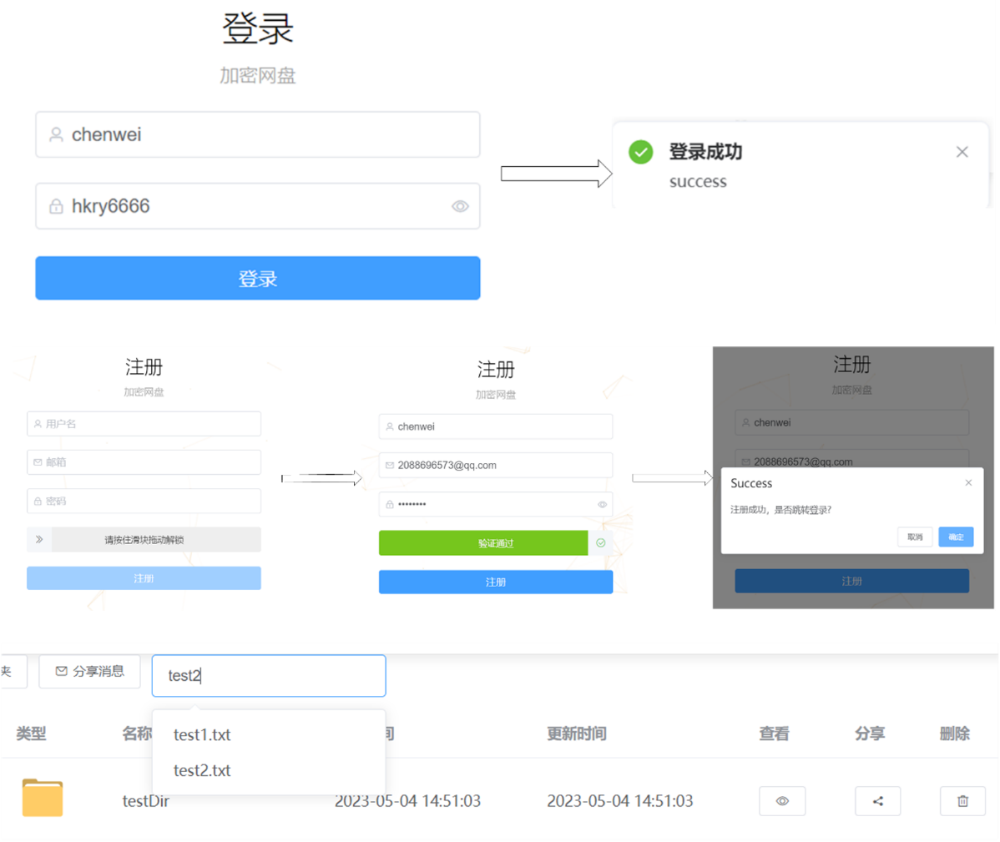 登录
加密网盘
chenwei
hkry6666
登录
登录成功
success
注册
加密网盘
用户名
邮箱
密码
请按住滑块拖动解锁
注册
注册
加密网盘
chenwei
2088696573@qq.com
••••••••
验证通过
注册
注册
加密网盘
chenwei
2088696573@qq.com
Success
注册成功，是否跳转登录?
取消 确定
注册
夹 分享消息 test2
test1.txt
test2.txt
类型 名称 间 更新时间 查看 分享 删除
testDir 2023-05-04 14:51:03 2023-05-04 14:51:03